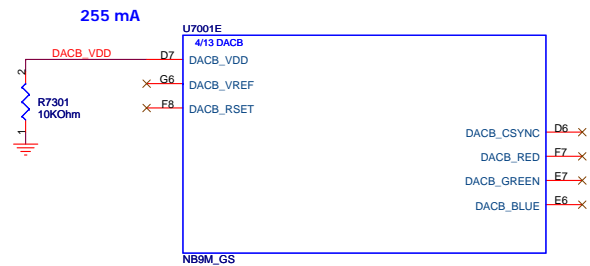 255 mA
U7001E
4/13 DACB
DACB_VDD
D7
DACB_VDD
G6
DACB_VREF
F8
DACB_RSET
2
R7301
10KOhm
1
DACB_CSYNC
D6
DACB_RED
F7
DACB_GREEN
E7
DACB_BLUE
E6
NB9M_GS